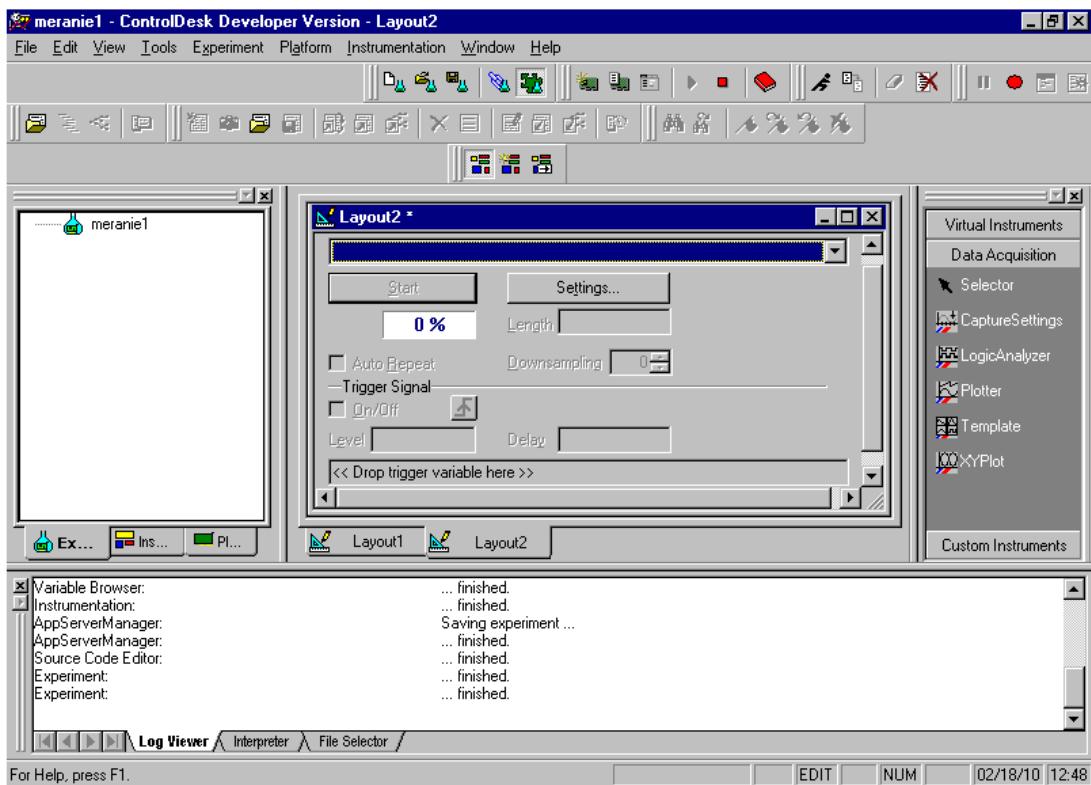 meranie1 - ControlDesk Developer Version - Layout2
File Edit View Tools Experiment Platform Instrumentation Window Help
meranie1
Layout2 *
Start
Settings...
0 %
Length
Auto Repeat
Downsampling
0
Trigger Signal
On/Off
Level
Delay
<< Drop trigger variable here >>
Virtual Instruments
Data Acquisition
Selector
CaptureSettings
LogicAnalyzer
Plotter
Template
XYPlot
Custom Instruments
Ex... Ins... Pl...
Layout1 Layout2
Variable Browser: ... finished.
Instrumentation: ... finished.
AppServerManager: Saving experiment ...
AppServerManager: ... finished.
Source Code Editor: ... finished.
Experiment: ... finished.
Experiment: ... finished.
Log Viewer Interpreter File Selector
For Help, press F1. EDIT NUM 02/18/10 12:48